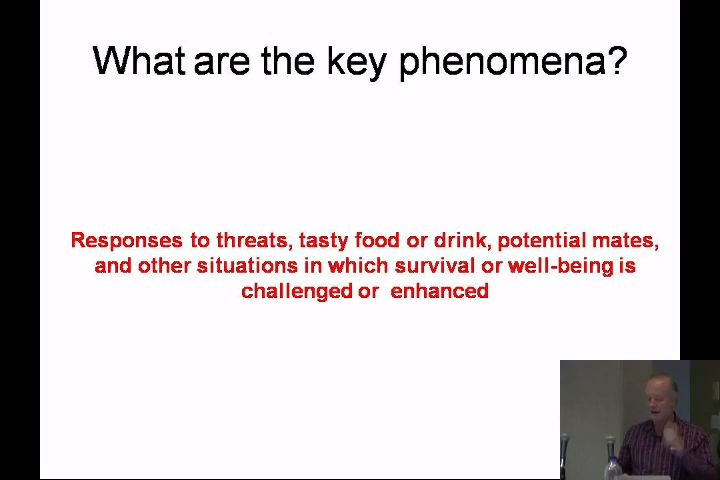 What are the key phenomena?
Responses to threats, tasty food or drink, potential mates,
and other situations in which survival or well-being is
challenged or enhanced